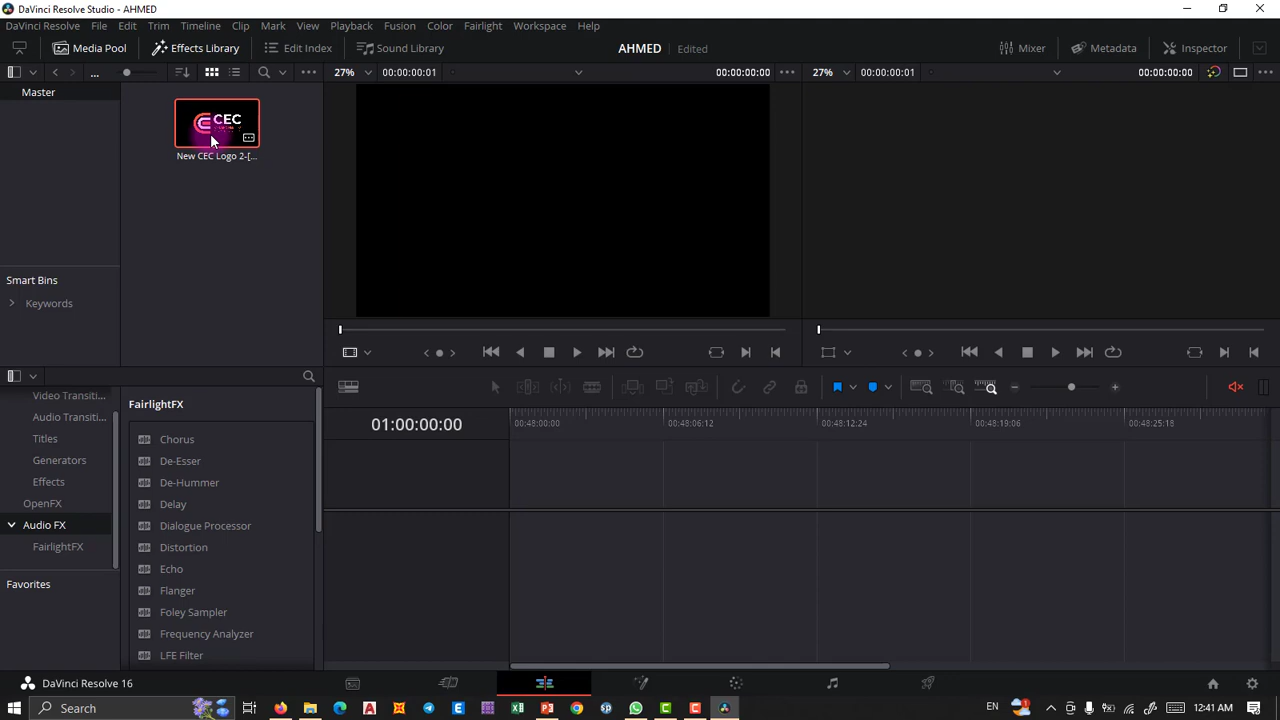 DaVinci Resolve Studio - AHMED
DaVinci Resolve File Edit Trim Timeline Clip Mark View Playback Fusion Color Fairlight Workspace Help
Media Pool Effects Library Edit Index Sound Library AHMED Edited Mixer Metadata Inspector
... 27% 00:00:00:01 00:00:00:00 27% 00:00:00:01 00:00:00:00
Master
CEC
New CEC Logo 2-[...
Smart Bins
Keywords
Video Transiti...
Audio Transiti...
Titles
Generators
Effects
OpenFX
Audio FX
FairlightFX
Favorites
FairlightFX
Chorus
De-Esser
De-Hummer
Delay
Dialogue Processor
Distortion
Echo
Flanger
Foley Sampler
Frequency Analyzer
LFE Filter
01:00:00:00 00:48:00:00 00:48:06:12 00:48:12:24 00:48:19:06 00:48:25:18
DaVinci Resolve 16
Search EN 12:41 AM